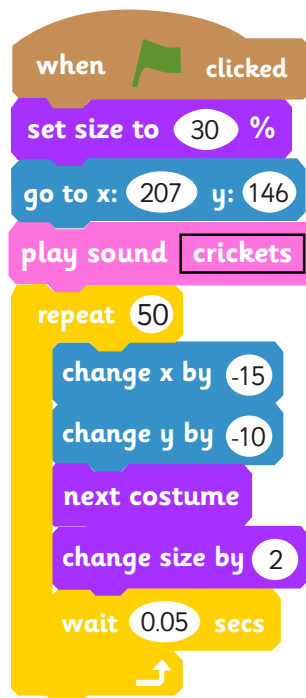 when clicked
set size to 30 %
go to x: 207 y: 146
play sound crickets
repeat 50
change x by -15
change y by -10
next costume
change size by 2
wait 0.05 secs